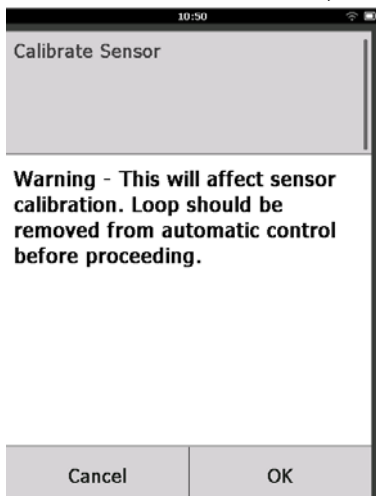 10:50
Calibrate Sensor
Warning - This will affect sensor
calibration. Loop should be
removed from automatic control
before proceeding.
Cancel
OK